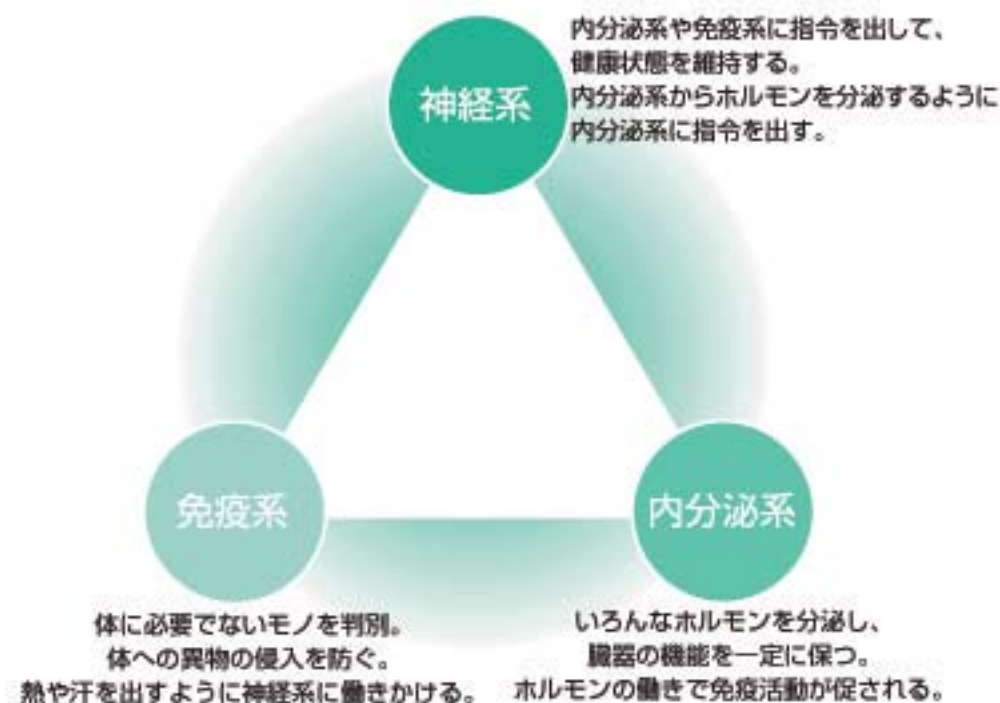 神経系
内分泌系や免疫系に指令を出して、
健康状態を維持する。
内分泌系からホルモンを分泌するように
内分泌系に指令を出す。
免疫系
体に必要でないモノを判別。
体への異物の侵入を防ぐ。
熱や汗を出すように神経系に働きかける。
内分泌系
いろんなホルモンを分泌し、
臓器の機能を一定に保つ。
ホルモンの働きで免疫活動が促される。